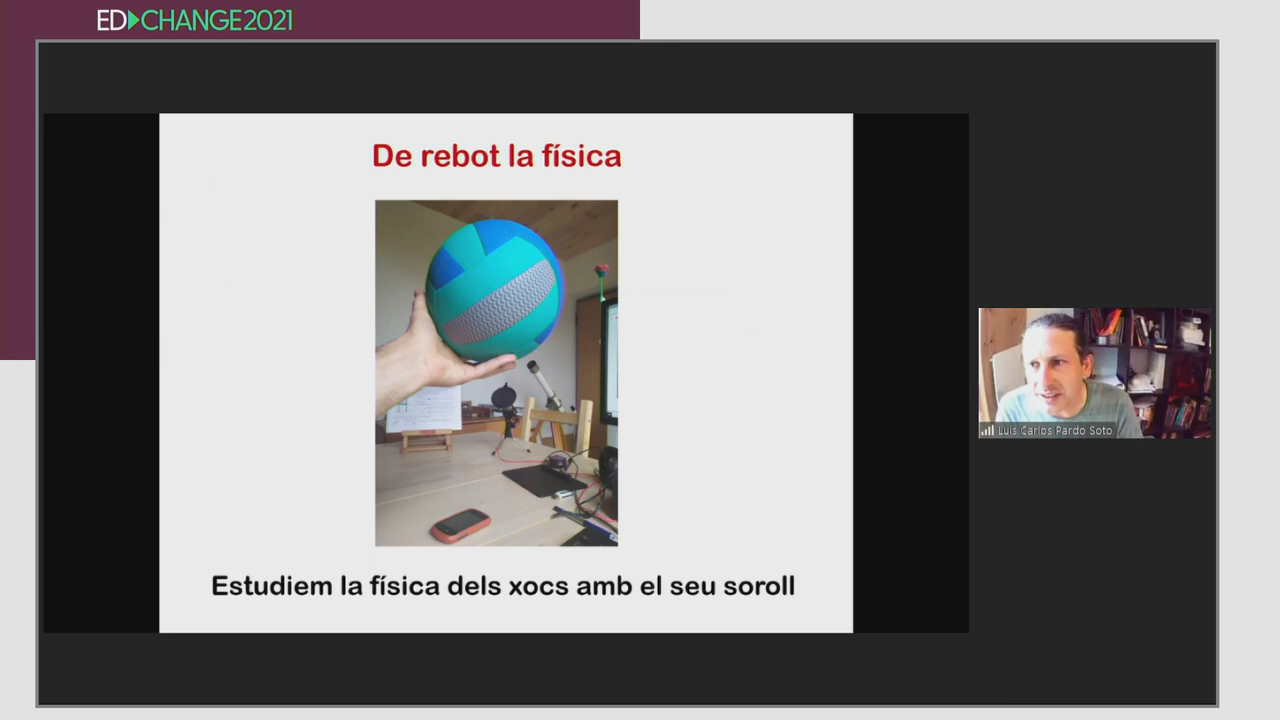 ED▶CHANGE2021
De rebot la física
Estudiem la física dels xocs amb el seu soroll
Luis Carlos Pardo Soto